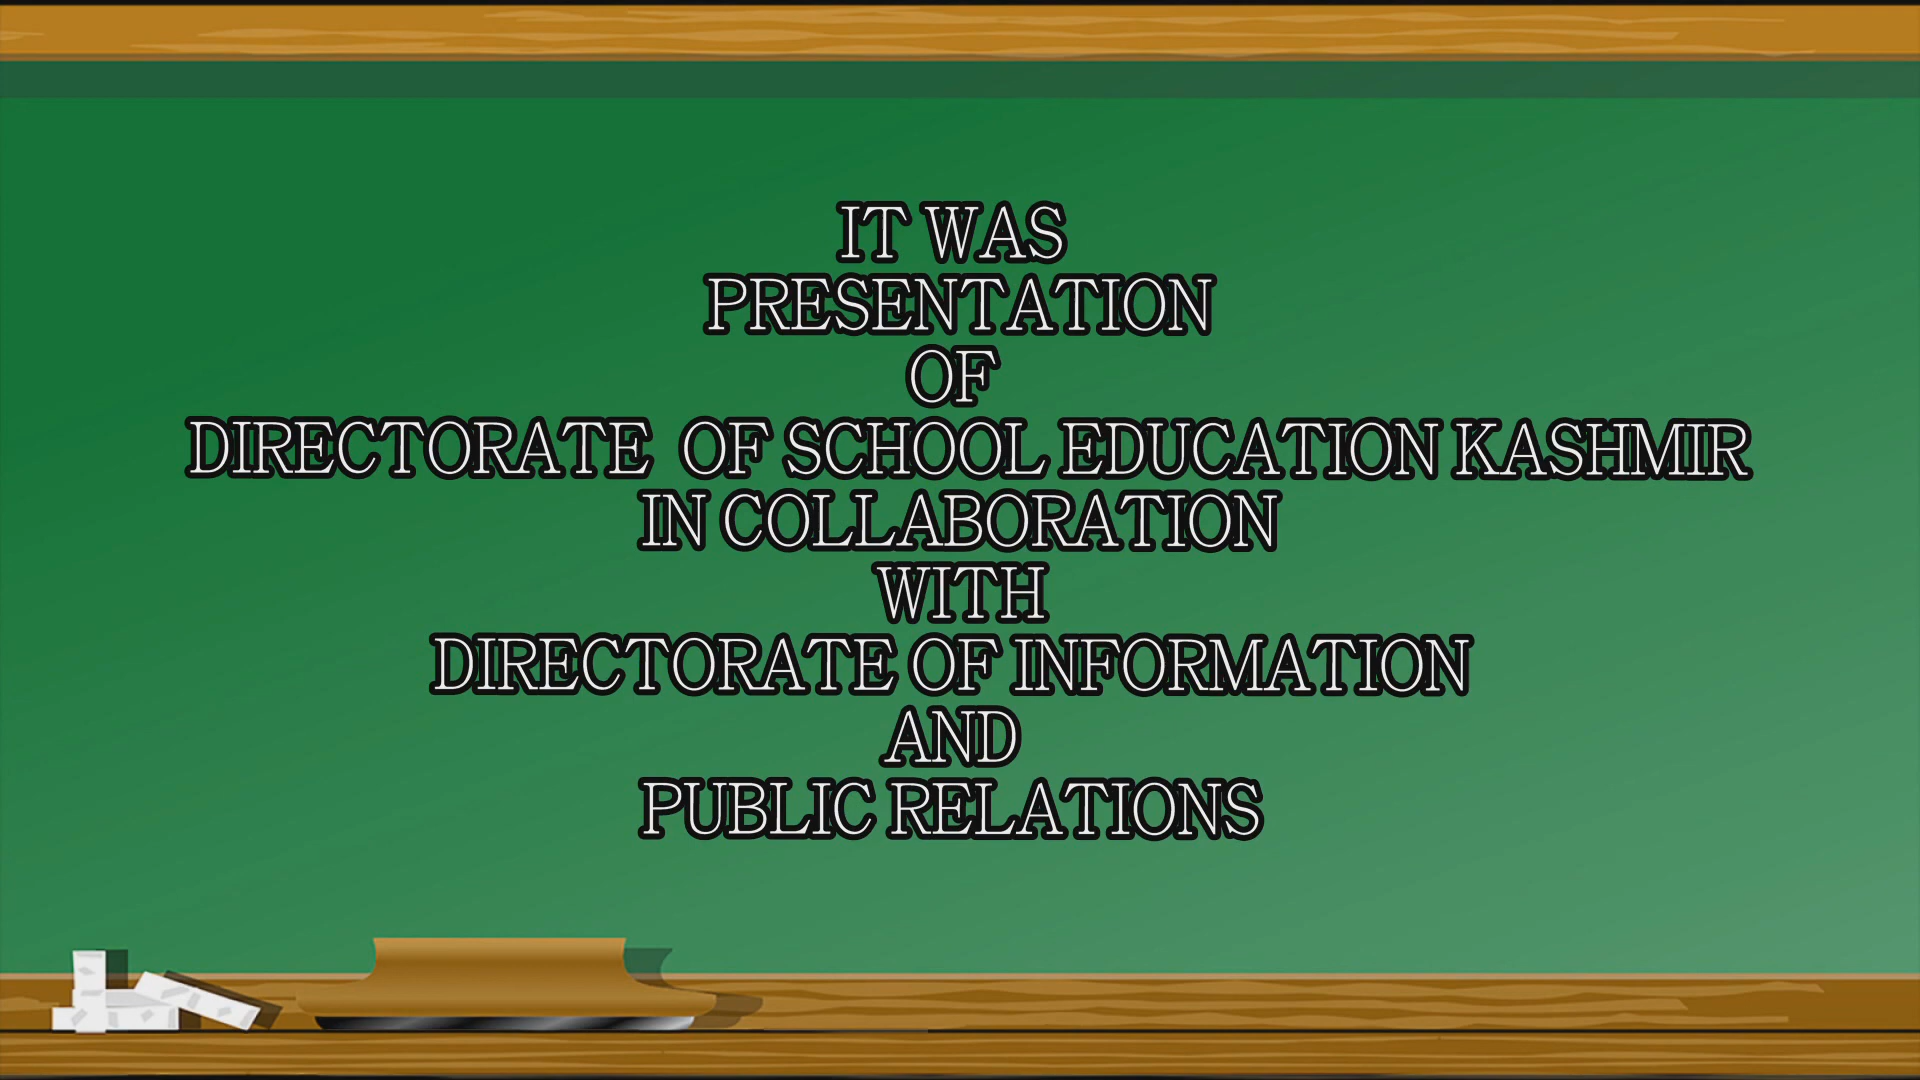 IT WAS
PRESENTATION
OF
DIRECTORATE OF SCHOOL EDUCATION KASHMIR
IN COLLABORATION
WITH
DIRECTORATE OF INFORMATION
AND
PUBLIC RELATIONS